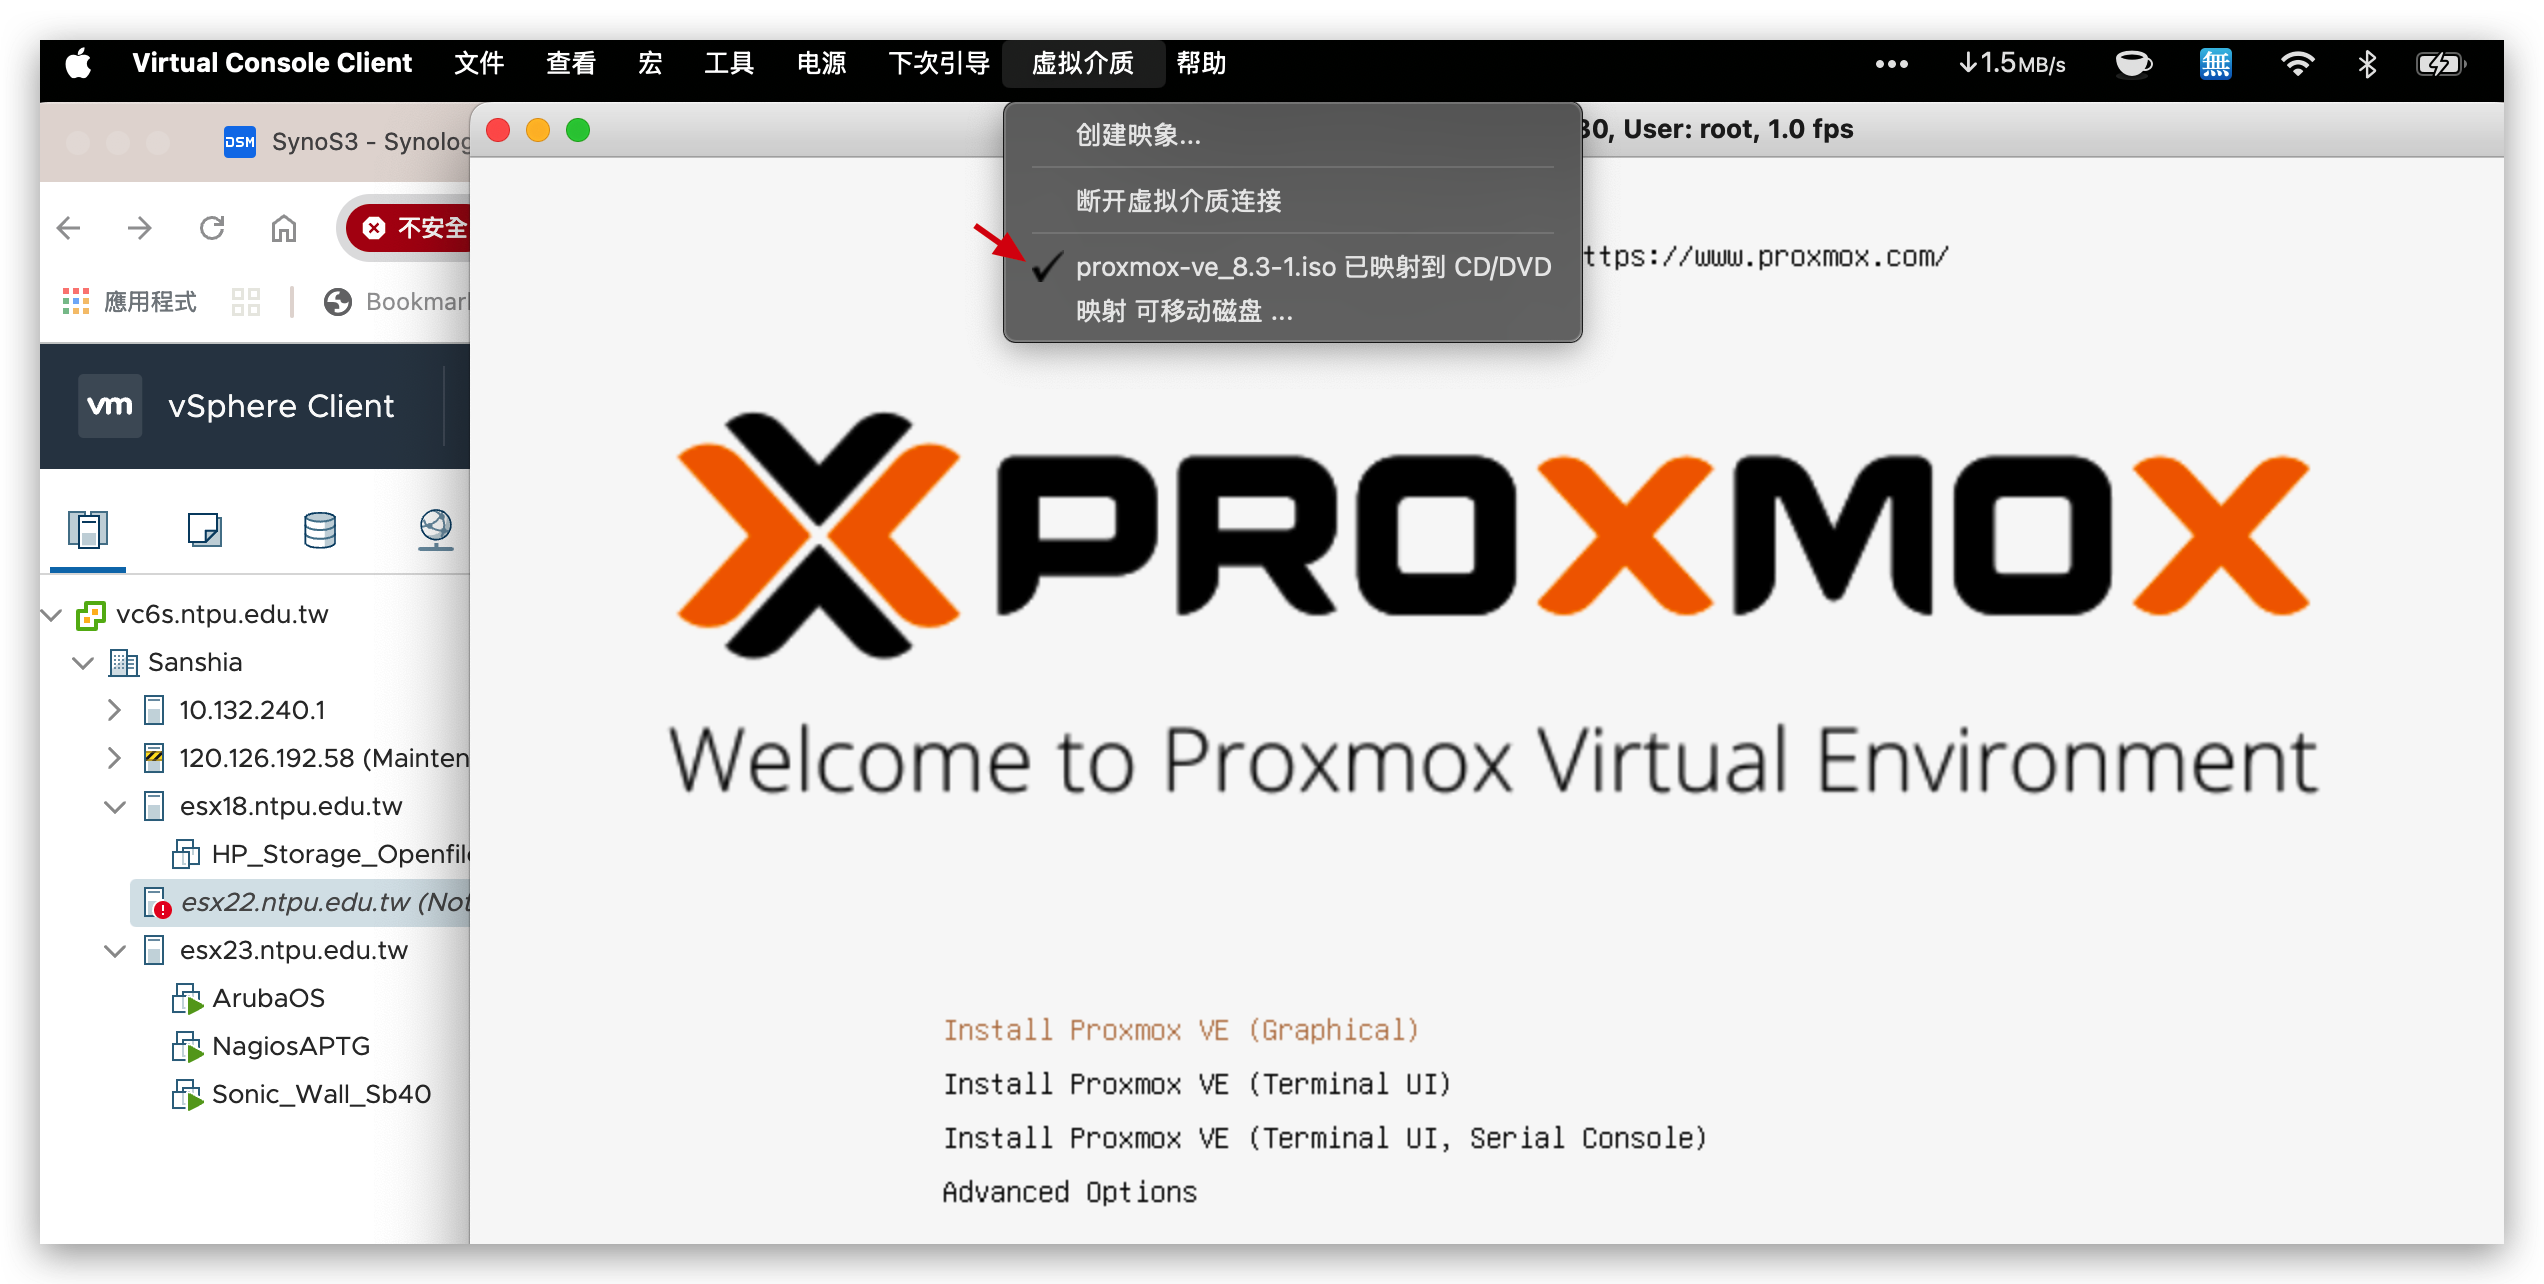 Virtual Console Client 文件 查看 宏 工具 电源 下次引导 虚拟介质 帮助 ••• ↓1.5MB/s 無
DSM SynoS3 - Synolog
30, User: root, 1.0 fps
创建映象...
断开虚拟介质连接
proxmox-ve_8.3-1.iso 已映射到 CD/DVD
映射 可移动磁盘 ...
不安全
ttps://www.proxmox.com/
應用程式 Bookmar
vm vSphere Client
PROXMOX
Welcome to Proxmox Virtual Environment
vc6s.ntpu.edu.tw
Sanshia
10.132.240.1
120.126.192.58 (Mainten
esx18.ntpu.edu.tw
HP_Storage_Openfile
esx22.ntpu.edu.tw (Not
esx23.ntpu.edu.tw
ArubaOS
NagiosAPTG
Sonic_Wall_Sb40
Install Proxmox VE (Graphical)
Install Proxmox VE (Terminal UI)
Install Proxmox VE (Terminal UI, Serial Console)
Advanced Options